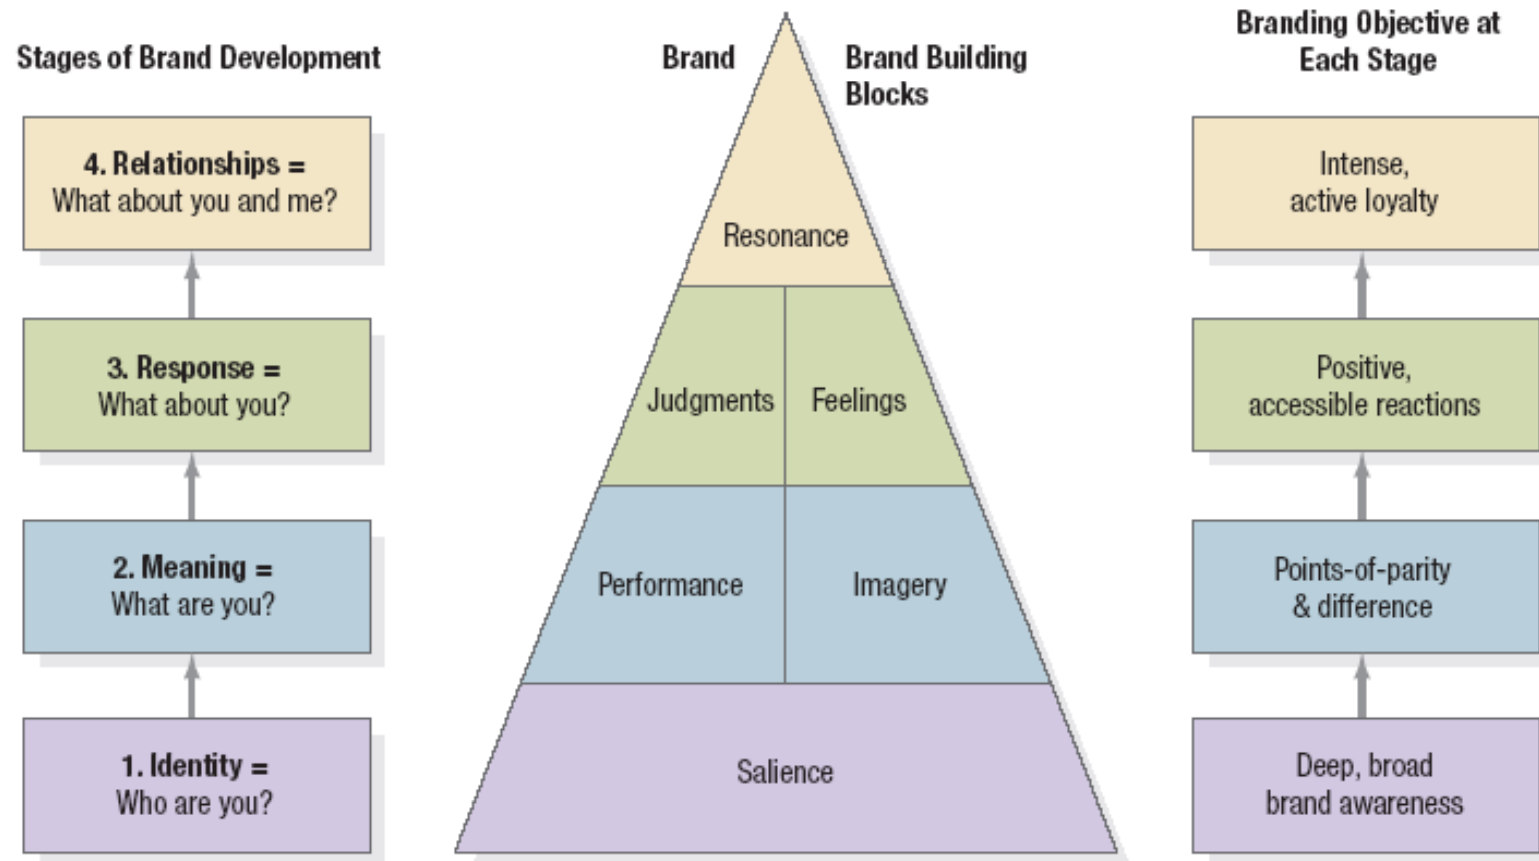 Stages of Brand Development
4. Relationships =
What about you and me?
3. Response =
What about you?
2. Meaning =
What are you?
1. Identity =
Who are you?
Brand
Brand Building
Blocks
Resonance
Judgments
Feelings
Performance
Imagery
Salience
Branding Objective at
Each Stage
Intense,
active loyalty
Positive,
accessible reactions
Points-of-parity
& difference
Deep, broad
brand awareness